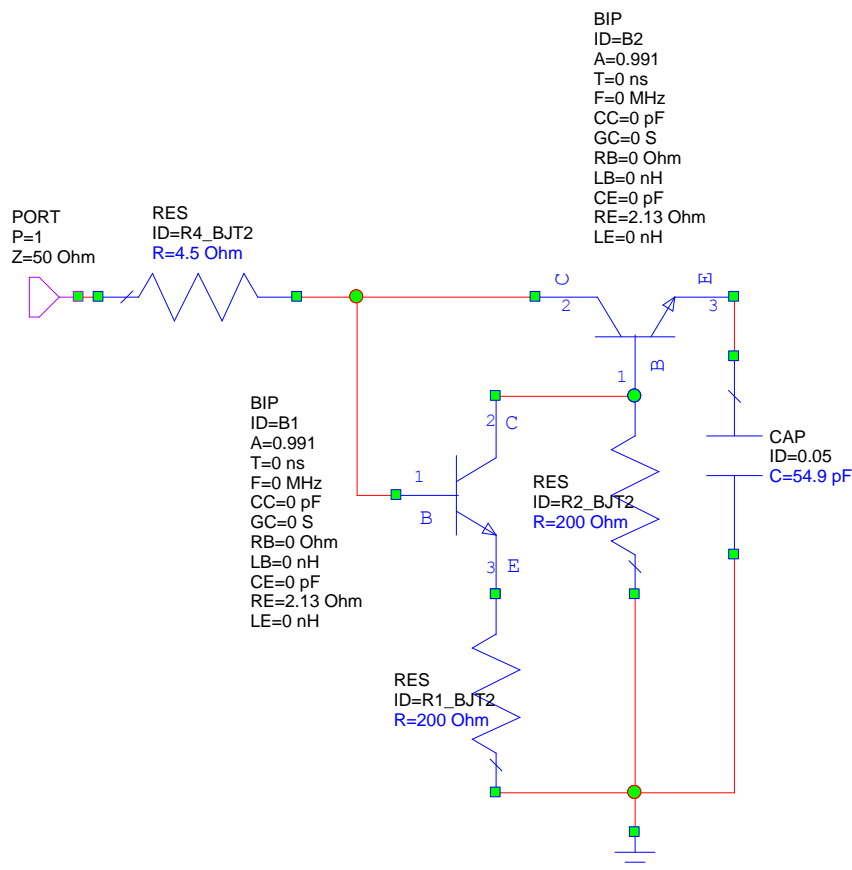 BIP
ID=B2
A=0.991
T=0 ns
F=0 MHz
CC=0 pF
GC=0 S
RB=0 Ohm
LB=0 nH
CE=0 pF
RE=2.13 Ohm
LE=0 nH
PORT
P=1
Z=50 Ohm
RES
ID=R4_BJT2
R=4.5 Ohm
C
2
E
3
B
1
BIP
ID=B1
A=0.991
T=0 ns
F=0 MHz
CC=0 pF
GC=0 S
RB=0 Ohm
LB=0 nH
CE=0 pF
RE=2.13 Ohm
LE=0 nH
2
C
1
B
3
E
RES
ID=R2_BJT2
R=200 Ohm
CAP
ID=0.05
C=54.9 pF
RES
ID=R1_BJT2
R=200 Ohm